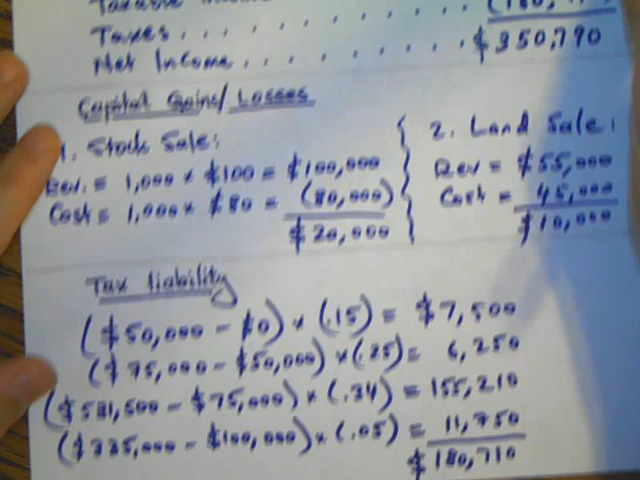 Taxable Income
Taxes . . . . . . . . . . .
Net Income . . . . . . . . . . $350,790
Capital Gains/Losses
1. Stock Sale:
Rev. = 1,000 x $100 = $100,000
Cost = 1,000 x $80 = (80,000)
$20,000
2. Land Sale:
Rev = $55,000
Cost = 45,000
$10,000
Tax liability
($50,000 - $0) x (.15) = $7,500
($75,000 - $50,000) x (.25) = 6,250
($531,500 - $75,000) x (.34) = 155,210
($335,000 - $100,000) x (.05) = 11,750
$180,710